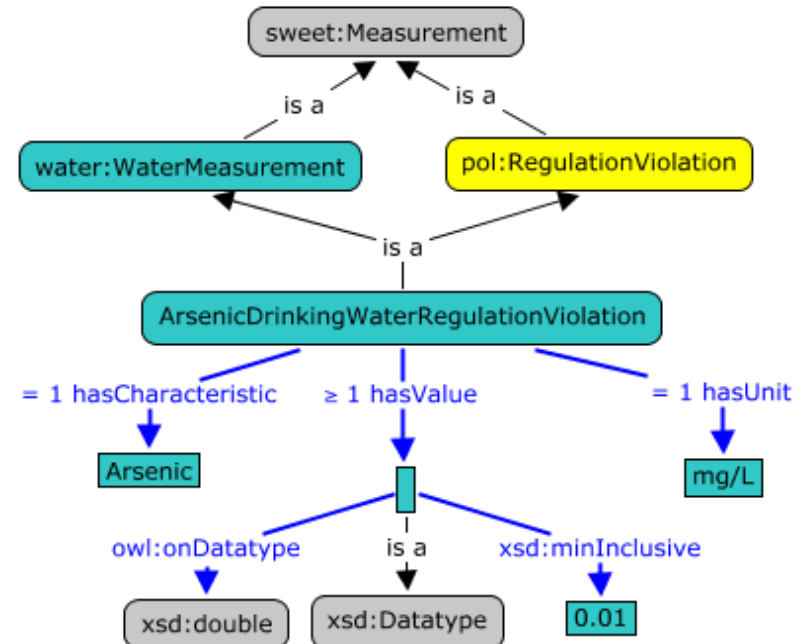 sweet:Measurement
is a
is a
water:WaterMeasurement
pol:RegulationViolation
is a
ArsenicDrinkingWaterRegulationViolation
= 1 hasCharacteristic
≥ 1 hasValue
= 1 hasUnit
Arsenic
mg/L
owl:onDatatype
is a
xsd:minInclusive
xsd:double
xsd:Datatype
0.01